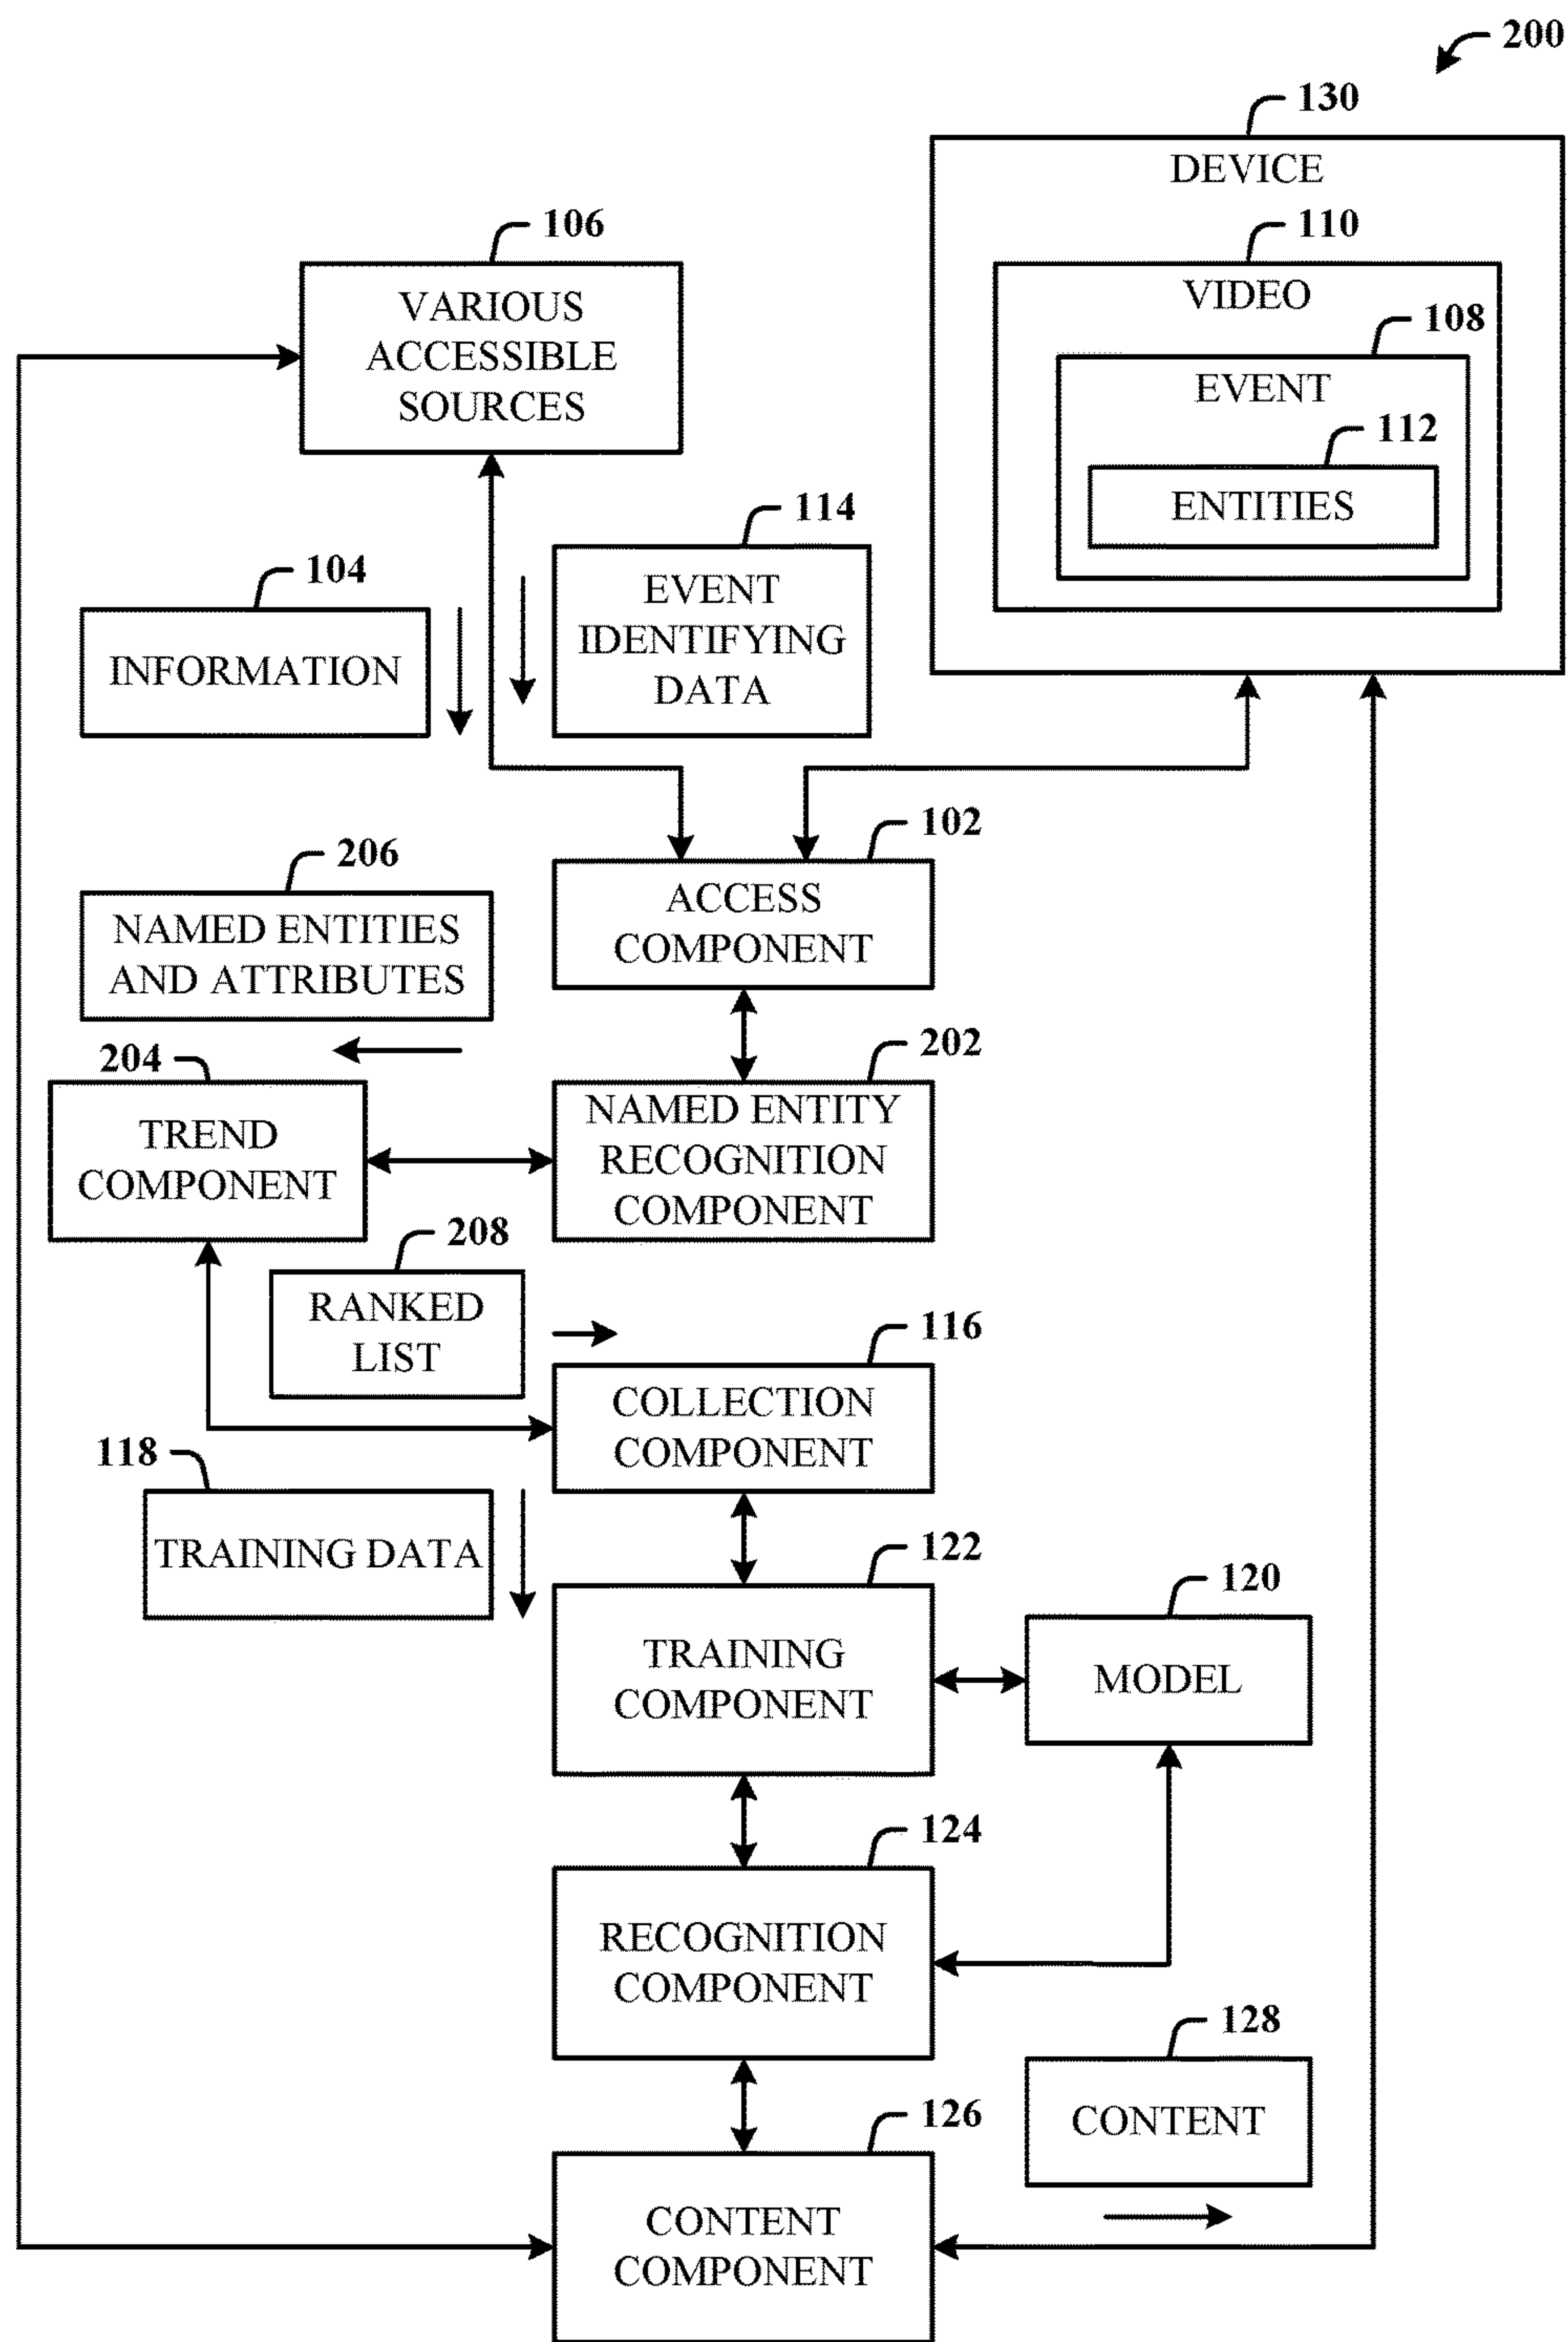 200
130
DEVICE
106
110
VARIOUS
ACCESSIBLE
SOURCES
VIDEO
108
EVENT
112
ENTITIES
114
EVENT
IDENTIFYING
DATA
104
INFORMATION
102
ACCESS
COMPONENT
206
NAMED ENTITIES
AND ATTRIBUTES
204
TREND
COMPONENT
202
NAMED ENTITY
RECOGNITION
COMPONENT
208
RANKED
LIST
116
COLLECTION
COMPONENT
118
TRAINING DATA
122
TRAINING
COMPONENT
120
MODEL
124
RECOGNITION
COMPONENT
128
CONTENT
126
CONTENT
COMPONENT